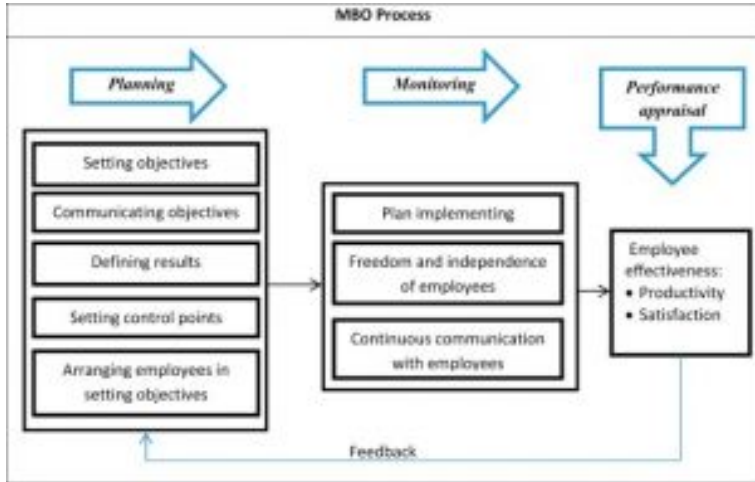 MBO Process
Planning
Monitoring
Performance
appraisal
Setting objectives
Communicating objectives
Defining results
Setting control points
Arranging employees in
setting objectives
Plan implementing
Freedom and independence
of employees
Continuous communication
with employees
Employee
effectiveness:
• Productivity
• Satisfaction
Feedback